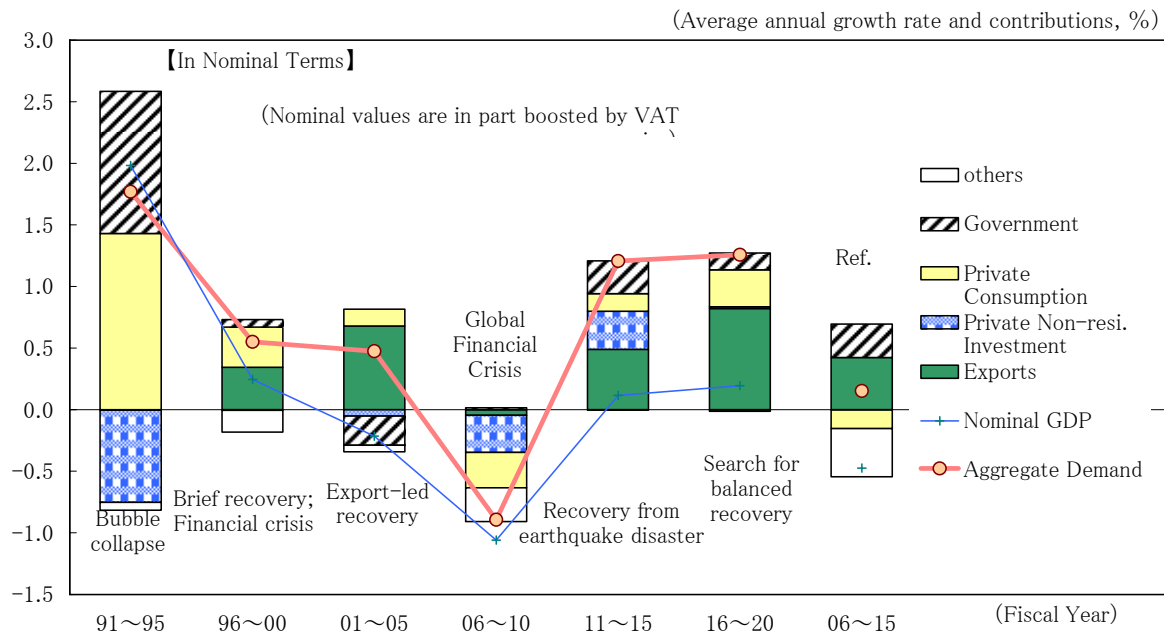 (Average annual growth rate and contributions, %)
3.0
【In Nominal Terms】
2.5
(Nominal values are in part boosted by VAT
2.0
others
1.5
Government
Ref.
1.0
Private
Consumption
Global
Financial
Crisis
Private Non-resi.
Investment
0.5
Exports
0.0
Nominal GDP
-0.5
Aggregate Demand
Search for
balanced
recovery
Export-led
recovery
Brief recovery;
Financial crisis
Recovery from
earthquake disaster
Bubble
collapse
-1.0
-1.5
91～95 96～00 01～05 06～10 11～15 16～20 06～15
(Fiscal Year)